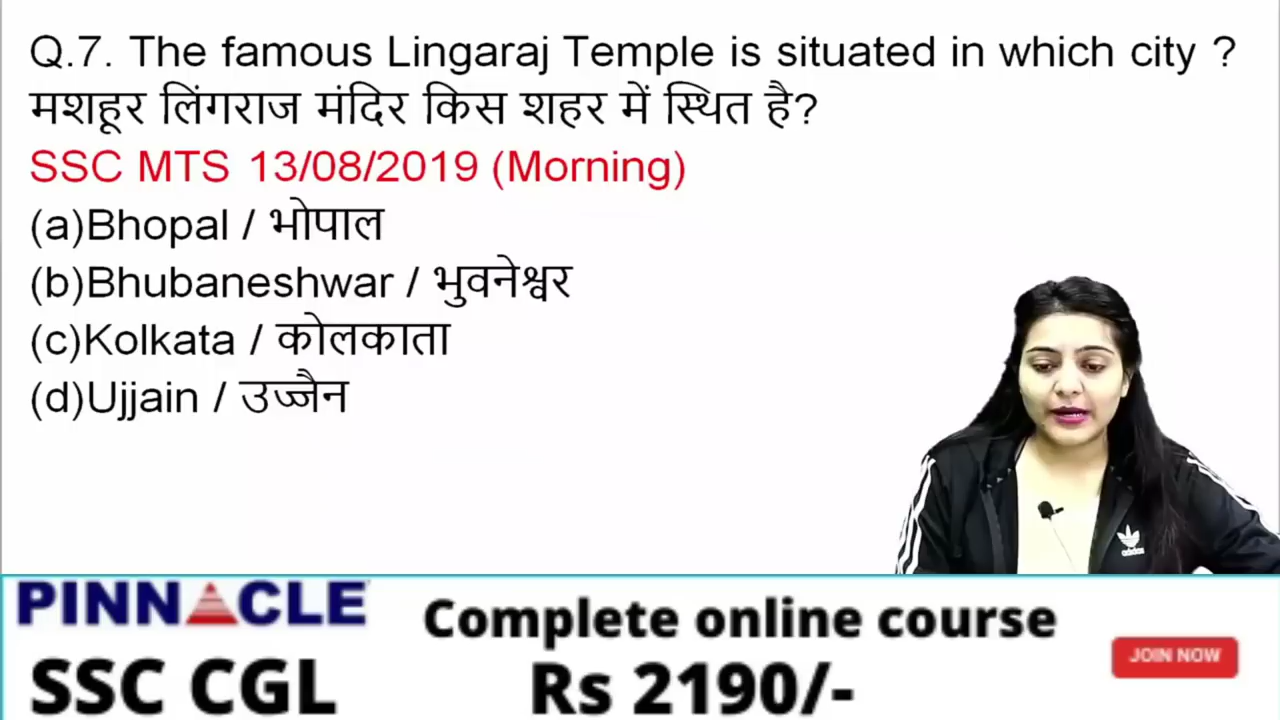 Q.7. The famous Lingaraj Temple is situated in which city ?
मशहूर लिंगराज मंदिर किस शहर में स्थित है?
SSC MTS 13/08/2019 (Morning)
(a)Bhopal / भोपाल
(b)Bhubaneshwar / भुवनेश्वर
(c)Kolkata / कोलकाता
(d)Ujjain / उज्जैन
adidas
PINNACLE
SSC CGL
Complete online course
Rs 2190/-
JOIN NOW